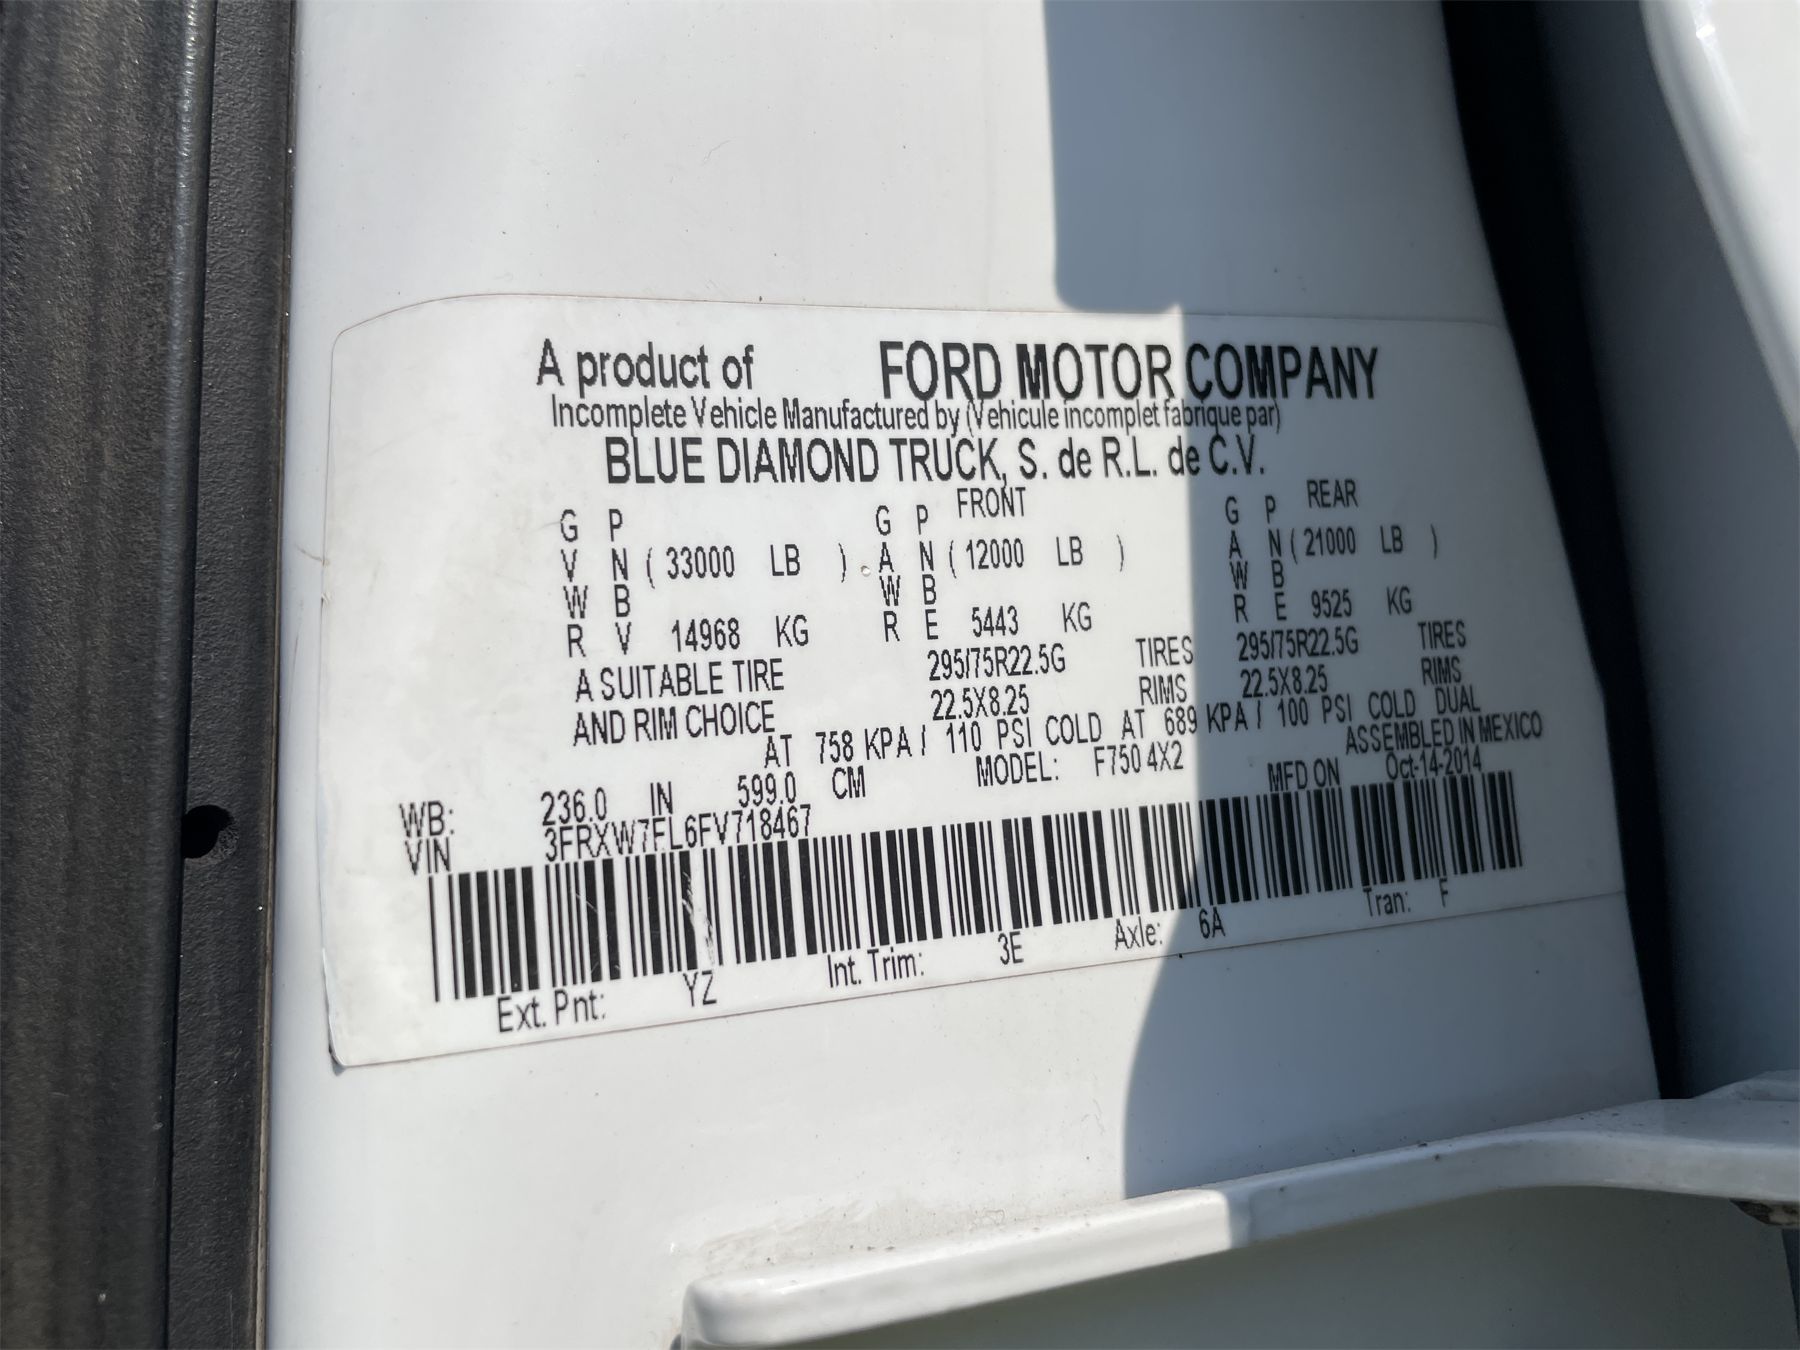 A product of FORD MOTOR COMPANY
Incomplete Vehicle Manufactured by (Vehicule incomplet fabrique par)
BLUE DIAMOND TRUCK, S. de R.L. de C.V.
FRONT REAR
G P G P G P
V N ( 33000 LB ) A N ( 12000 LB ) A N ( 21000 LB )
W B W B W B
R V 14968 KG R E 5443 KG R E 9525 KG
A SUITABLE TIRE 295/75R22.5G TIRES 295/75R22.5G TIRES
AND RIM CHOICE 22.5X8.25 RIMS 22.5X8.25 RIMS
AT 758 KPA / 110 PSI COLD AT 689 KPA / 100 PSI COLD DUAL
ASSEMBLED IN MEXICO
WB: 236.0 IN 599.0 CM MODEL: F750 4X2 MFD ON Oct-14-2014
VIN 3FRXW7FL6FV718467
Ext. Pnt: YZ Int. Trim: 3E Axle: 6A Tran: F